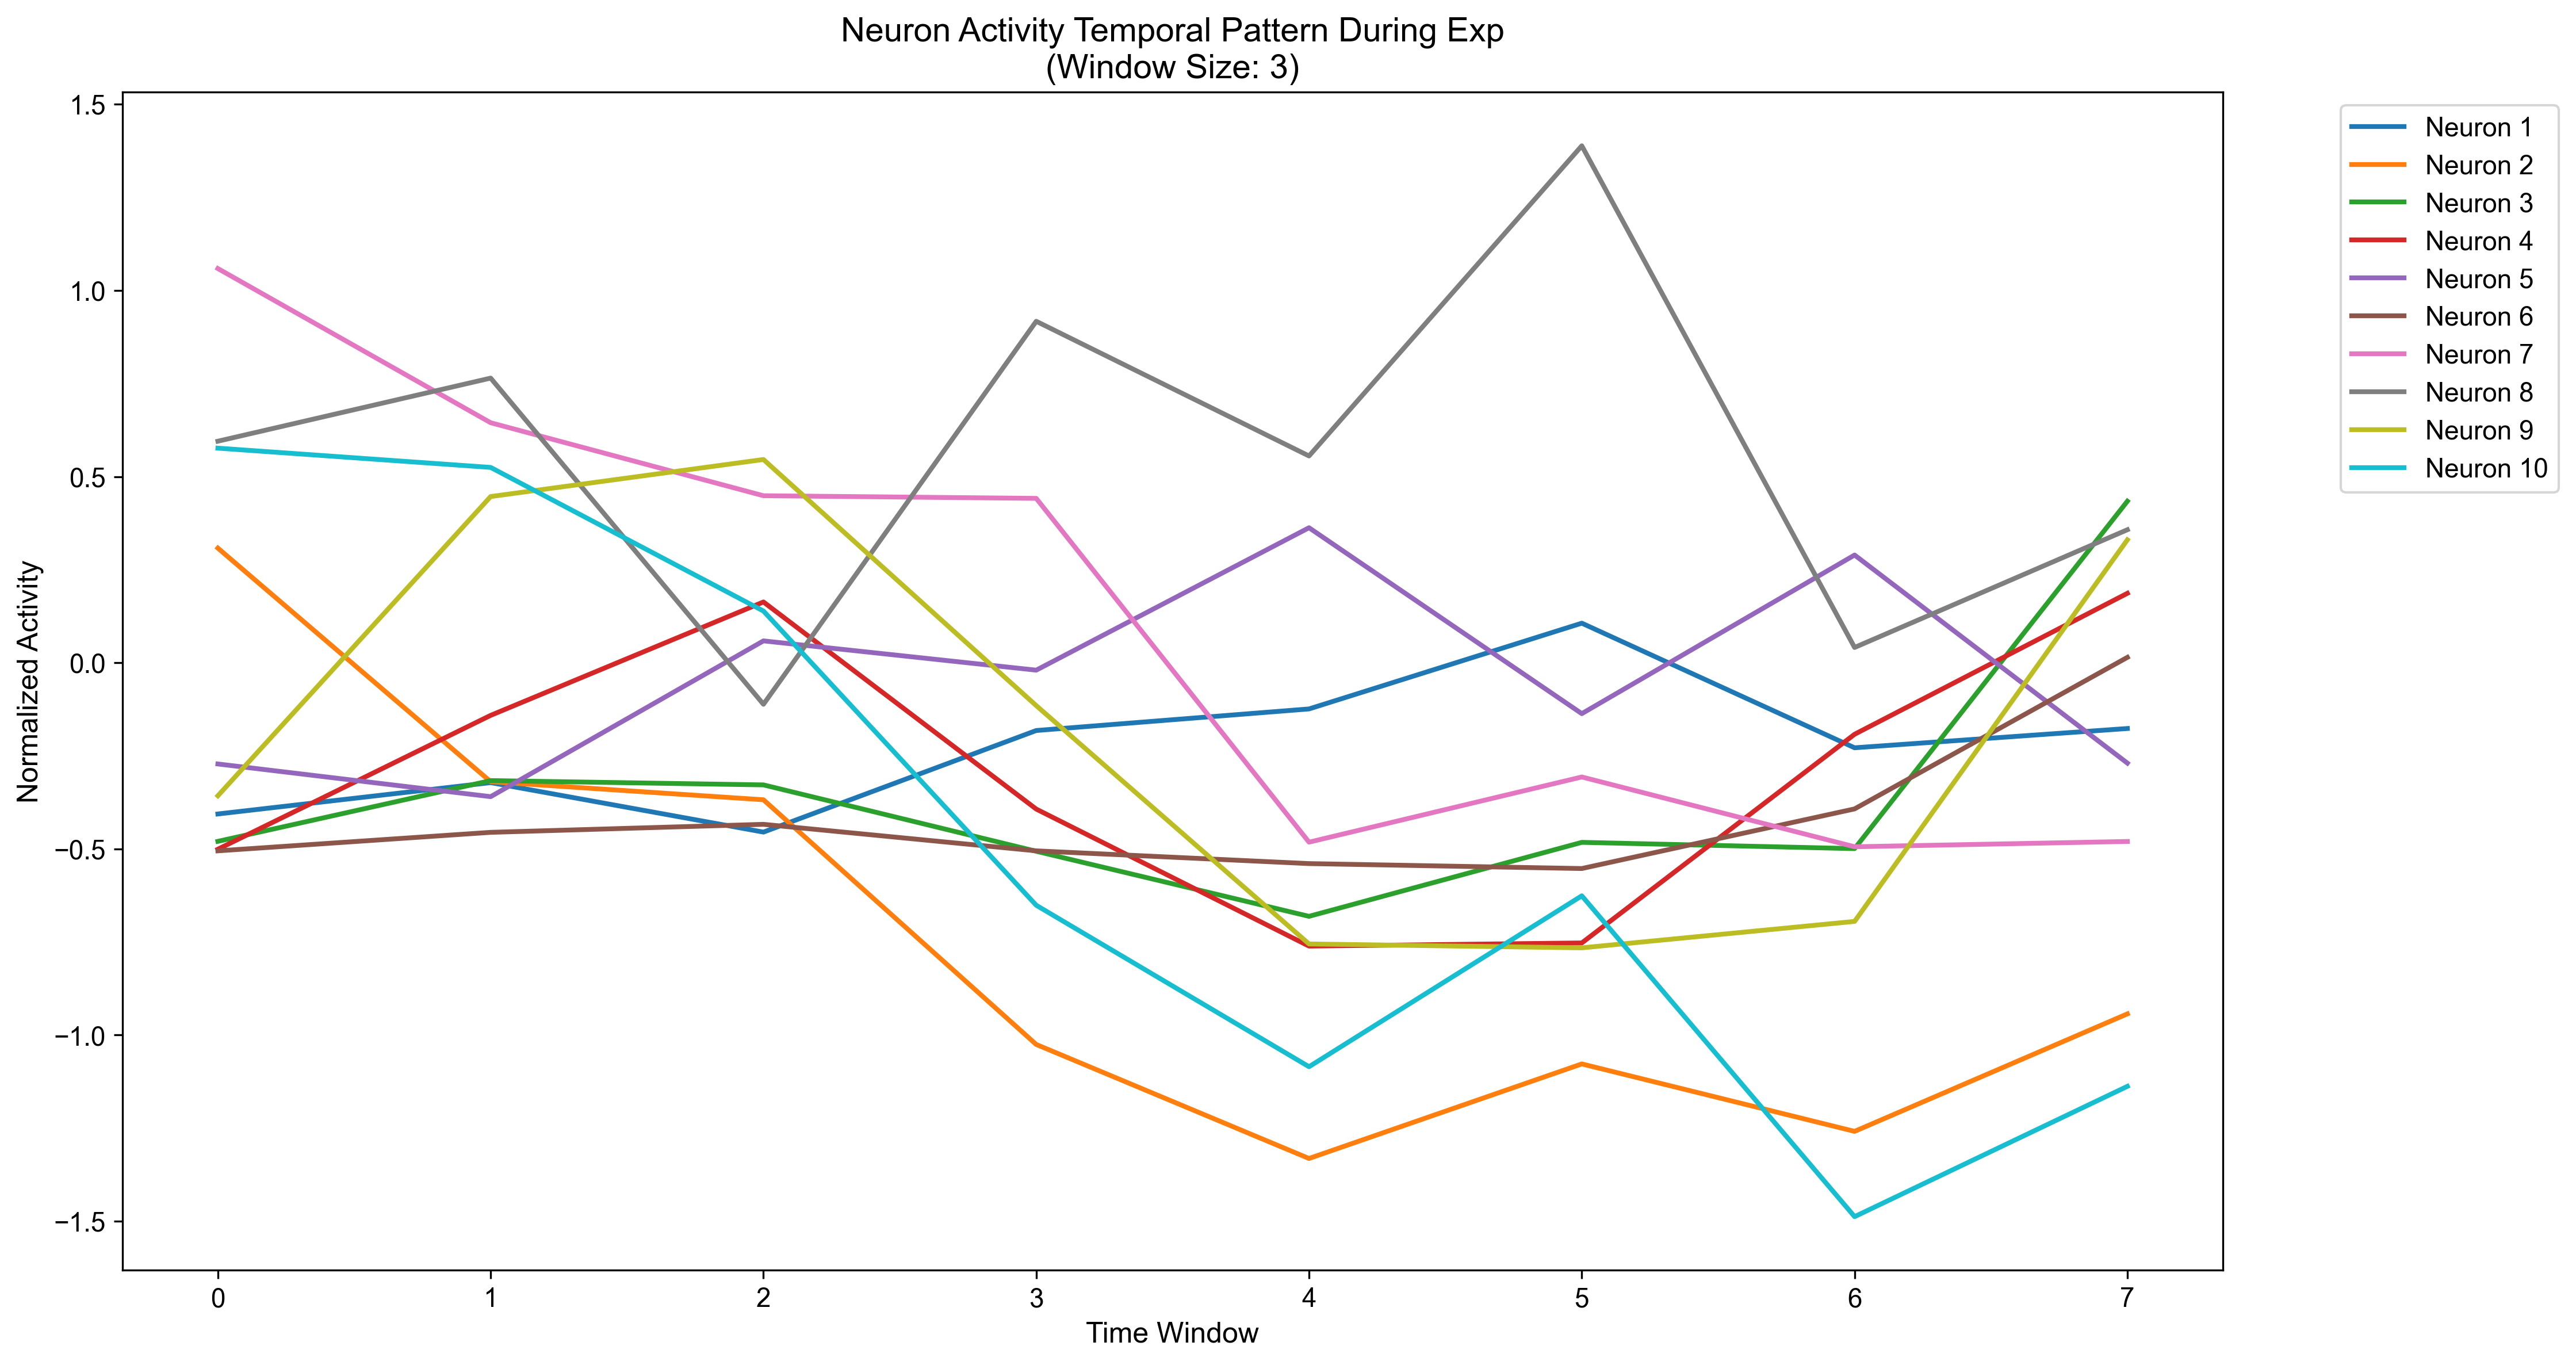 Neuron Activity Temporal Pattern During Exp
(Window Size: 3)
1.5
1.0
0.5
0.0
−0.5
−1.0
−1.5
Normalized Activity
0 1 2 3 4 5 6 7
Time Window
Neuron 1
Neuron 2
Neuron 3
Neuron 4
Neuron 5
Neuron 6
Neuron 7
Neuron 8
Neuron 9
Neuron 10